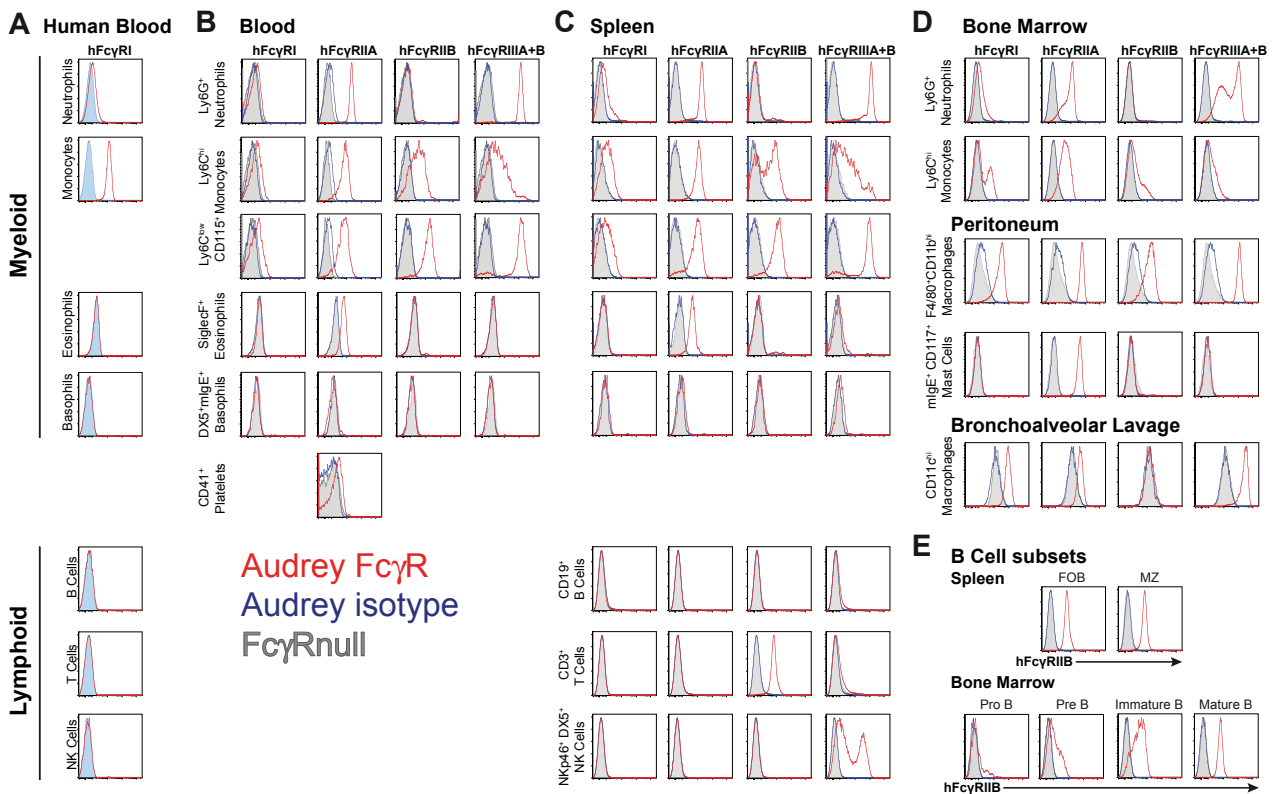 A Human Blood
hFcγRI
Myeloid
Neutrophils
Monocytes
Eosinophils
Basophils
Lymphoid
B Cells
T Cells
NK Cells
B Blood
hFcγRI hFcγRIIA hFcγRIIB hFcγRIIIA+B
Ly6G⁺
Neutrophils
Ly6Cʰⁱ
Monocytes
Ly6Cˡᵒʷ
CD115⁺
SiglecF⁺
Eosinophils
DX5⁺mIgE⁺
Basophils
CD41⁺
Platelets
Audrey FcγR
Audrey isotype
FcγRnull
C Spleen
hFcγRI hFcγRIIA hFcγRIIB hFcγRIIIA+B
CD19⁺
B Cells
CD3⁺
T Cells
NKp46⁺ DX5⁺
NK Cells
D Bone Marrow
hFcγRI hFcγRIIA hFcγRIIB hFcγRIIIA+B
Ly6G⁺
Neutrophils
Ly6Cʰⁱ
Monocytes
Peritoneum
F4/80⁺CD11bʰⁱ
Macrophages
mIgE⁺ CD117⁺
Mast Cells
Bronchoalveolar Lavage
CD11cʰⁱ
Macrophages
E B Cell subsets
Spleen
FOB MZ
hFcγRIIB
Bone Marrow
Pro B Pre B Immature B Mature B
hFcγRIIB